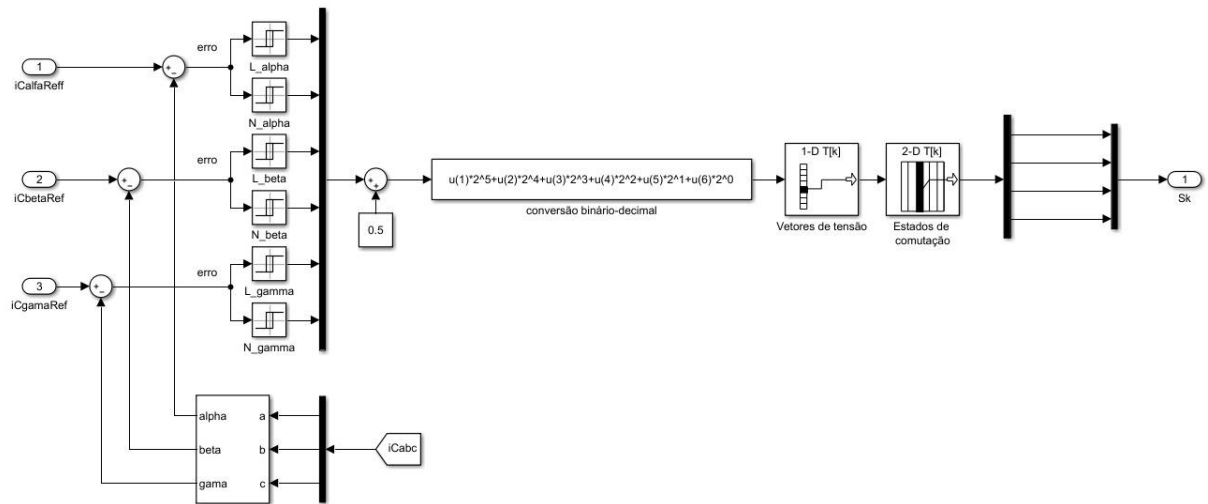 erro
L_alpha
1
iCalfaReff
N_alpha
erro
L_beta
2
iCbetaRef
N_beta
erro
L_gamma
3
iCgamaRef
N_gamma
0.5
u(1)*2^5+u(2)*2^4+u(3)*2^3+u(4)*2^2+u(5)*2^1+u(6)*2^0
conversão binário-decimal
1-D T[k]
Vetores de tensão
2-D T[k]
Estados de
comutação
1
Sk
alpha
a
beta
b
gama
c
iCabc